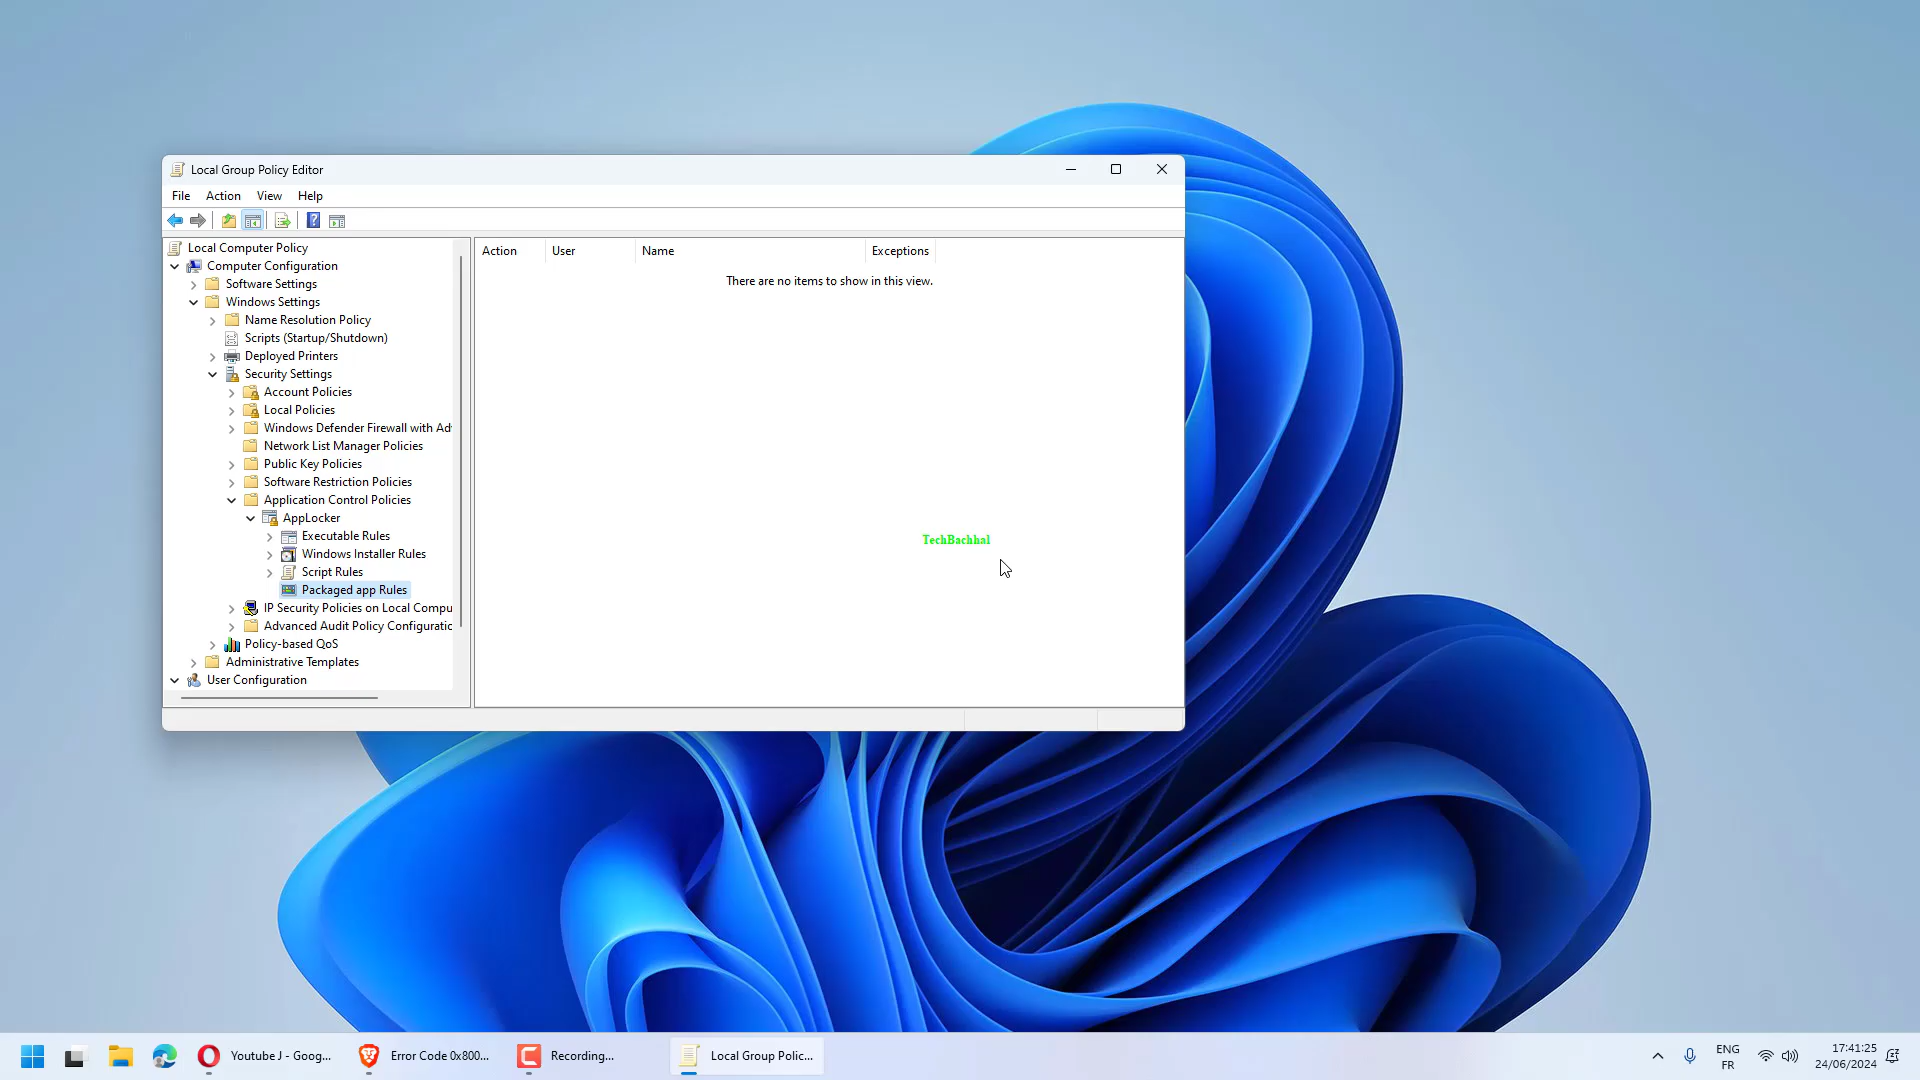 Local Group Policy Editor
File Action View Help
Local Computer Policy
Computer Configuration
Software Settings
Windows Settings
Name Resolution Policy
Scripts (Startup/Shutdown)
Deployed Printers
Security Settings
Account Policies
Local Policies
Windows Defender Firewall with Ad
Network List Manager Policies
Public Key Policies
Software Restriction Policies
Application Control Policies
AppLocker
Executable Rules
Windows Installer Rules
Script Rules
Packaged app Rules
IP Security Policies on Local Compu
Advanced Audit Policy Configuratio
Policy-based QoS
Administrative Templates
User Configuration
Action User Name Exceptions
There are no items to show in this view.
TechBachhal
Youtube J - Goog...
Error Code 0x800...
Recording...
Local Group Polic...
ENG
FR
17:41:25
24/06/2024